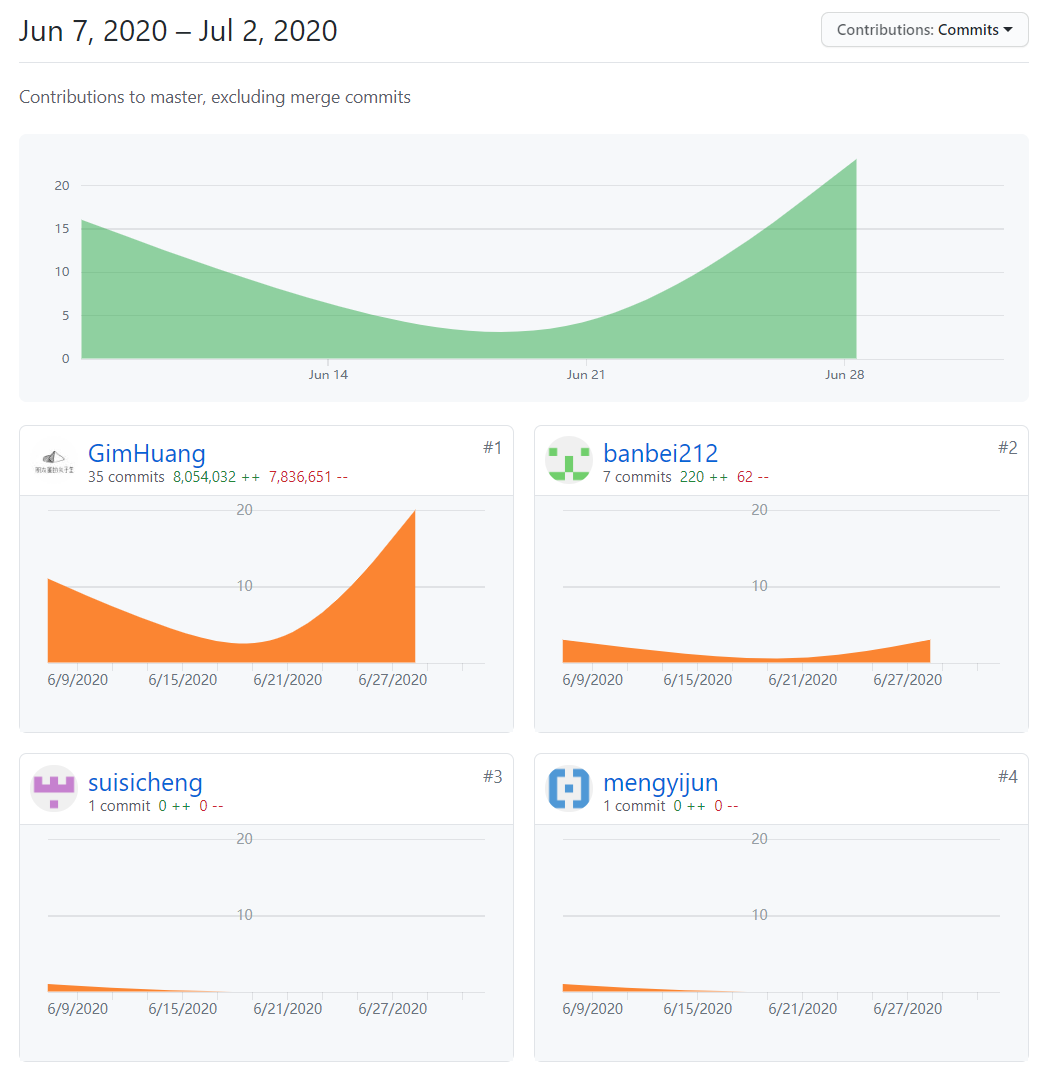 Jun 7, 2020 – Jul 2, 2020
Contributions: Commits
Contributions to master, excluding merge commits
20
15
10
5
0
Jun 14
Jun 21
Jun 28
GimHuang
#1
35 commits 8,054,032 ++ 7,836,651 --
20
10
6/9/2020
6/15/2020
6/21/2020
6/27/2020
banbei212
#2
7 commits 220 ++ 62 --
20
10
6/9/2020
6/15/2020
6/21/2020
6/27/2020
suisicheng
#3
1 commit 0 ++ 0 --
20
10
6/9/2020
6/15/2020
6/21/2020
6/27/2020
mengyijun
#4
1 commit 0 ++ 0 --
20
10
6/9/2020
6/15/2020
6/21/2020
6/27/2020